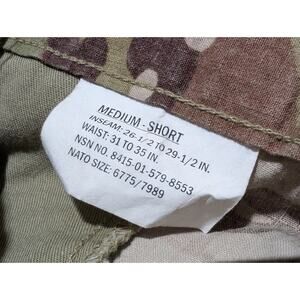 MEDIUM - SHORT
INSEAM: 26-1/2 TO 29-1/2 IN.
WAIST: 31 TO 35 IN.
NSN NO. 8415-01-579-8553
NATO SIZE: 6775/7989